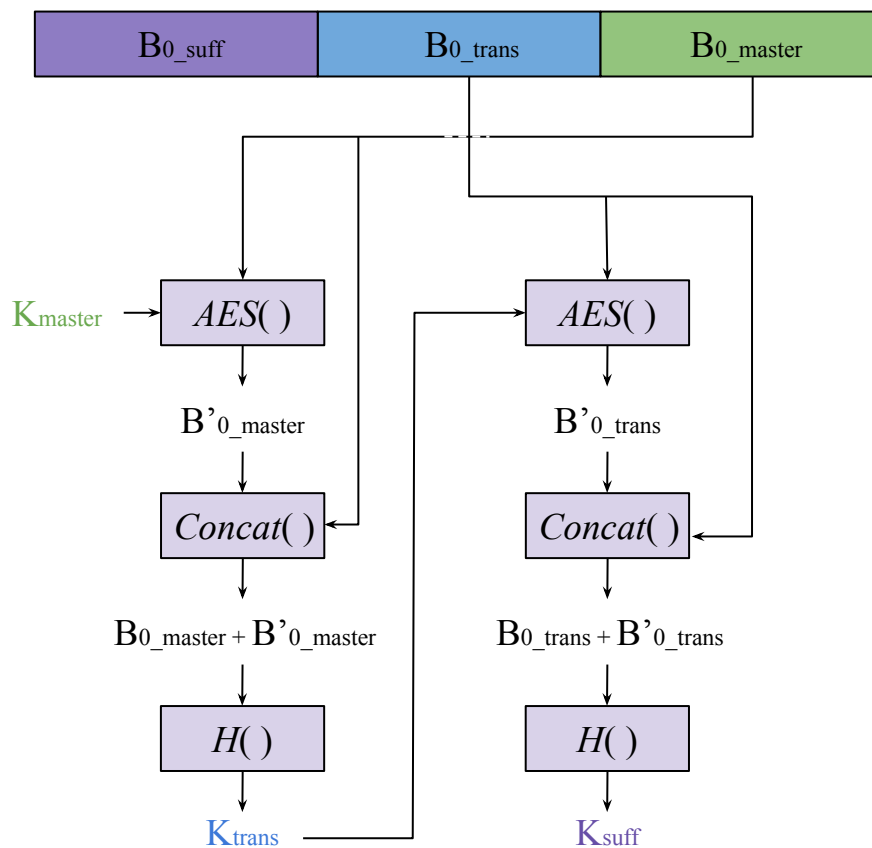 B0_suff B0_trans B0_master
Kmaster AES( ) AES( )
B’0_master B’0_trans
Concat( ) Concat( )
B0_master + B’0_master B0_trans + B’0_trans
H( ) H( )
Ktrans Ksuff